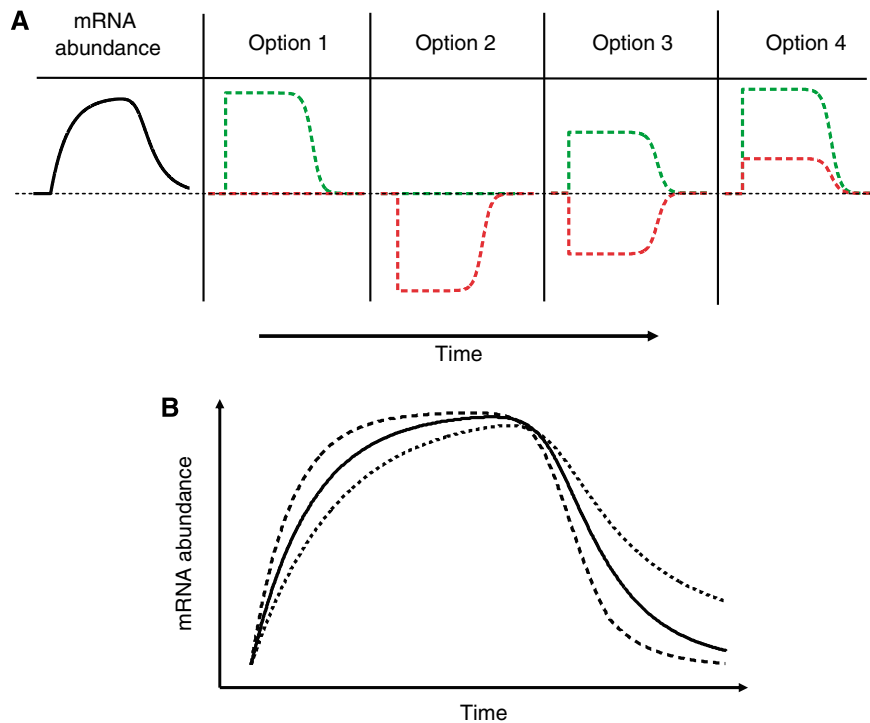 A
mRNA
abundance
Option 1
Option 2
Option 3
Option 4
Time
B
mRNA abundance
Time